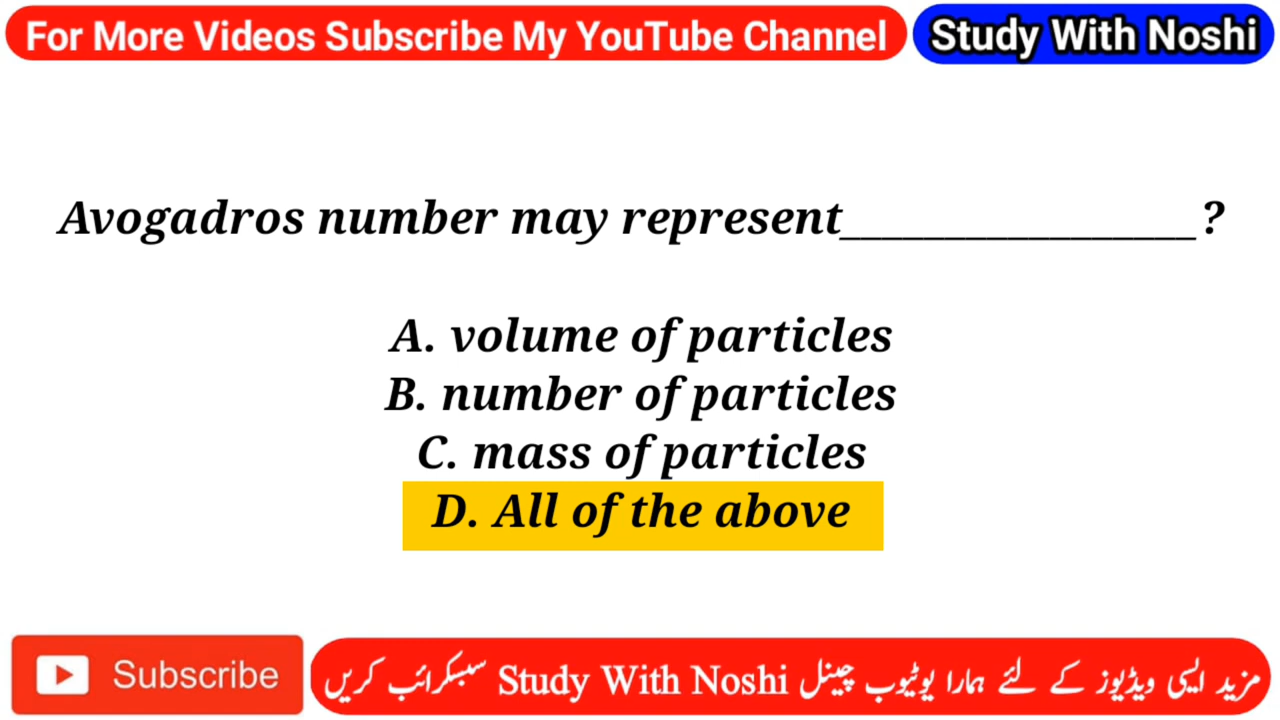 For More Videos Subscribe My YouTube Channel
Study With Noshi
Avogadros number may represent_________________?
A. volume of particles
B. number of particles
C. mass of particles
D. All of the above
Subscribe
مزید ایسی ویڈیوز کے لئے ہمارا یوٹیوب چینل Study With Noshi سبسکرائب کریں